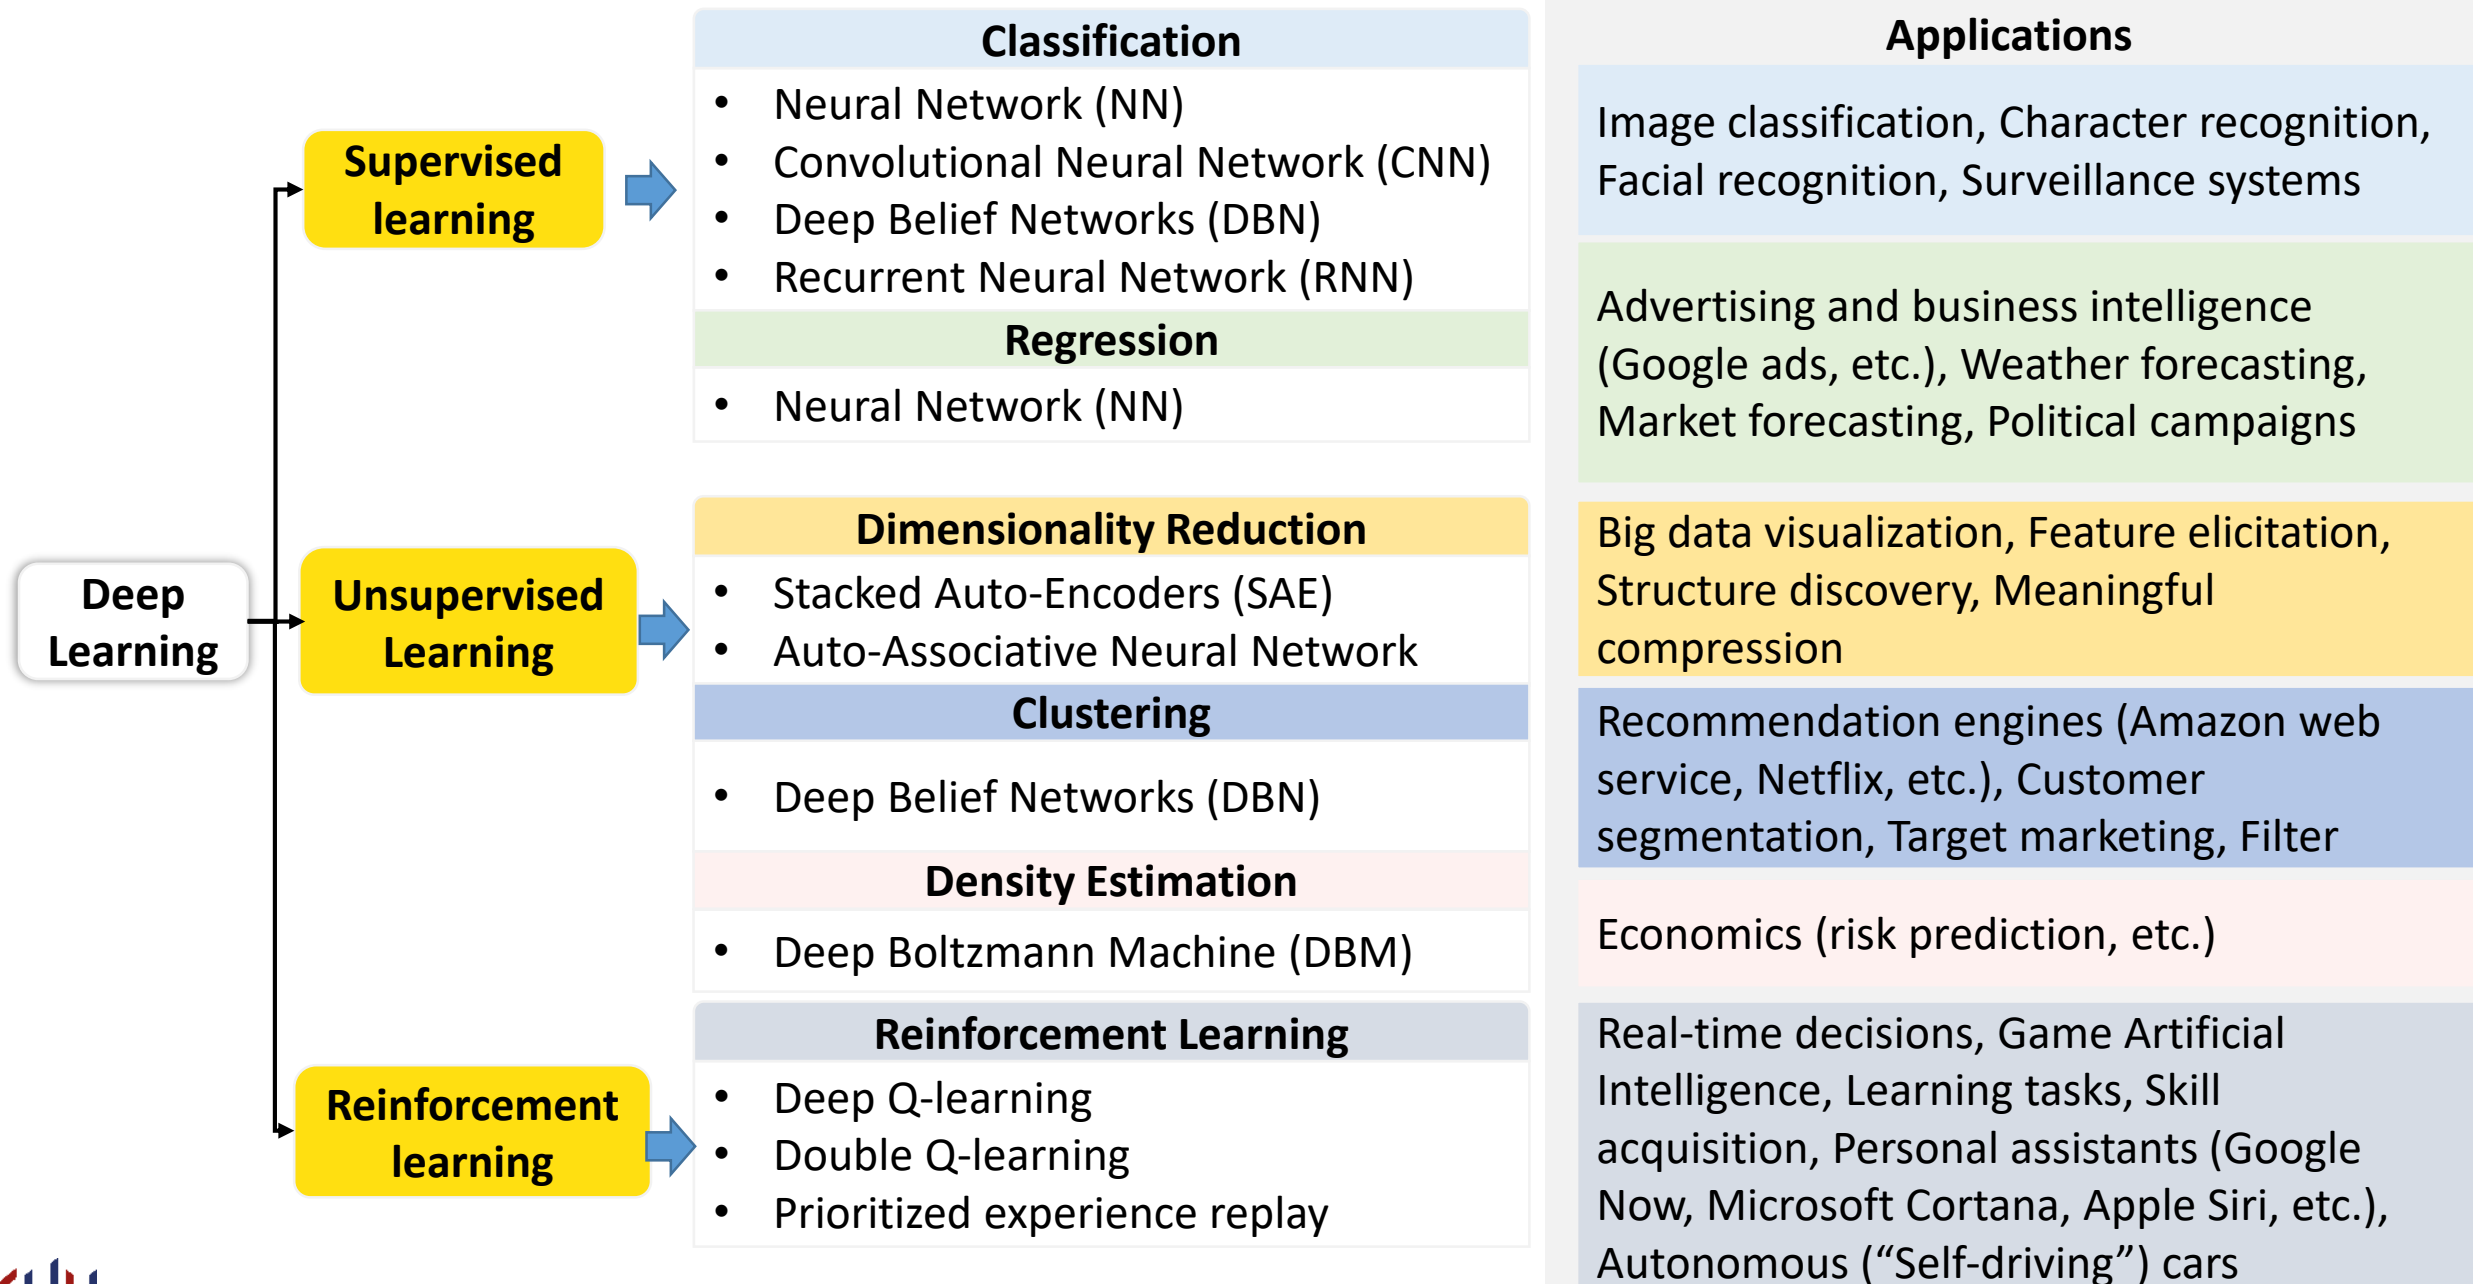 Deep
Learning
Supervised
learning
Classification
• Neural Network (NN)
• Convolutional Neural Network (CNN)
• Deep Belief Networks (DBN)
• Recurrent Neural Network (RNN)
Regression
• Neural Network (NN)
Unsupervised
Learning
Dimensionality Reduction
• Stacked Auto-Encoders (SAE)
• Auto-Associative Neural Network
Clustering
• Deep Belief Networks (DBN)
Density Estimation
• Deep Boltzmann Machine (DBM)
Reinforcement
learning
Reinforcement Learning
• Deep Q-learning
• Double Q-learning
• Prioritized experience replay
Applications
Image classification, Character recognition,
Facial recognition, Surveillance systems
Advertising and business intelligence
(Google ads, etc.), Weather forecasting,
Market forecasting, Political campaigns
Big data visualization, Feature elicitation,
Structure discovery, Meaningful
compression
Recommendation engines (Amazon web
service, Netflix, etc.), Customer
segmentation, Target marketing, Filter
Economics (risk prediction, etc.)
Real-time decisions, Game Artificial
Intelligence, Learning tasks, Skill
acquisition, Personal assistants (Google
Now, Microsoft Cortana, Apple Siri, etc.),
Autonomous (“Self-driving”) cars